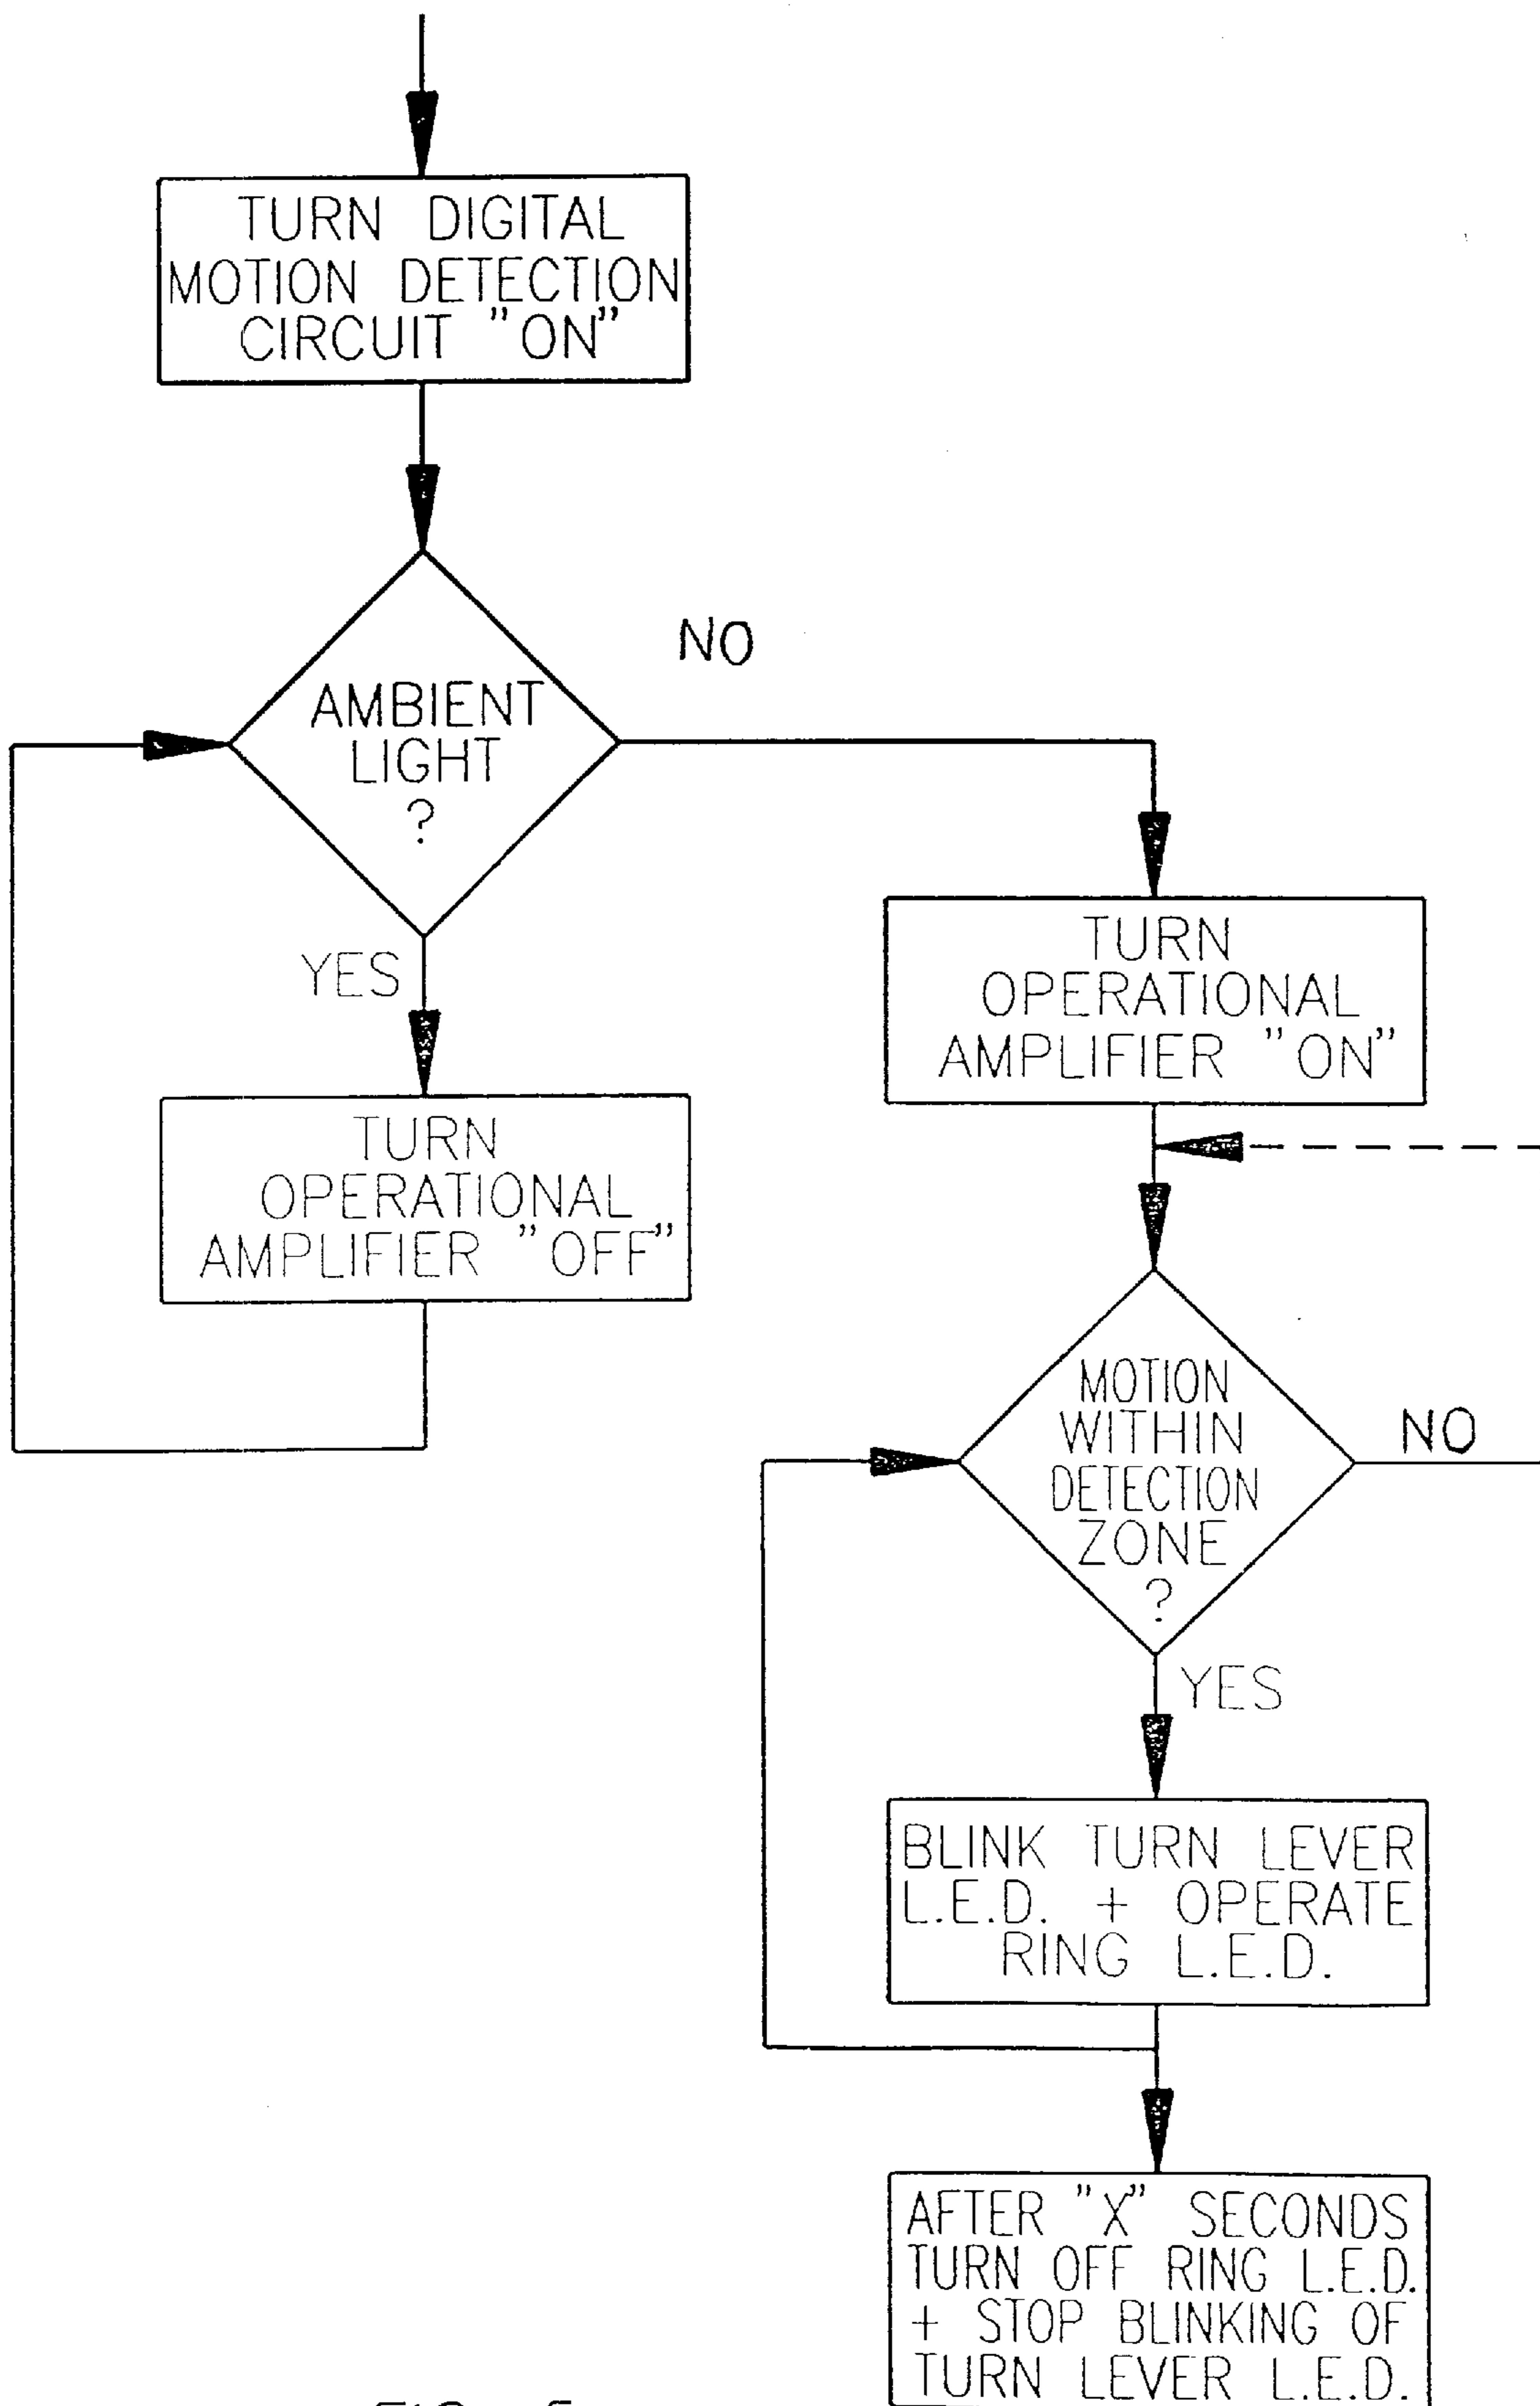 TURN DIGITAL
MOTION DETECTION
CIRCUIT "ON"
NO
AMBIENT
LIGHT
?
YES
TURN
OPERATIONAL
AMPLIFIER "OFF"
TURN
OPERATIONAL
AMPLIFIER "ON"
MOTION
WITHIN
DETECTION
ZONE
?
NO
YES
BLINK TURN LEVER
L.E.D. + OPERATE
RING L.E.D.
AFTER "X" SECONDS
TURN OFF RING L.E.D.
+ STOP BLINKING OF
TURN LEVER L.E.D.